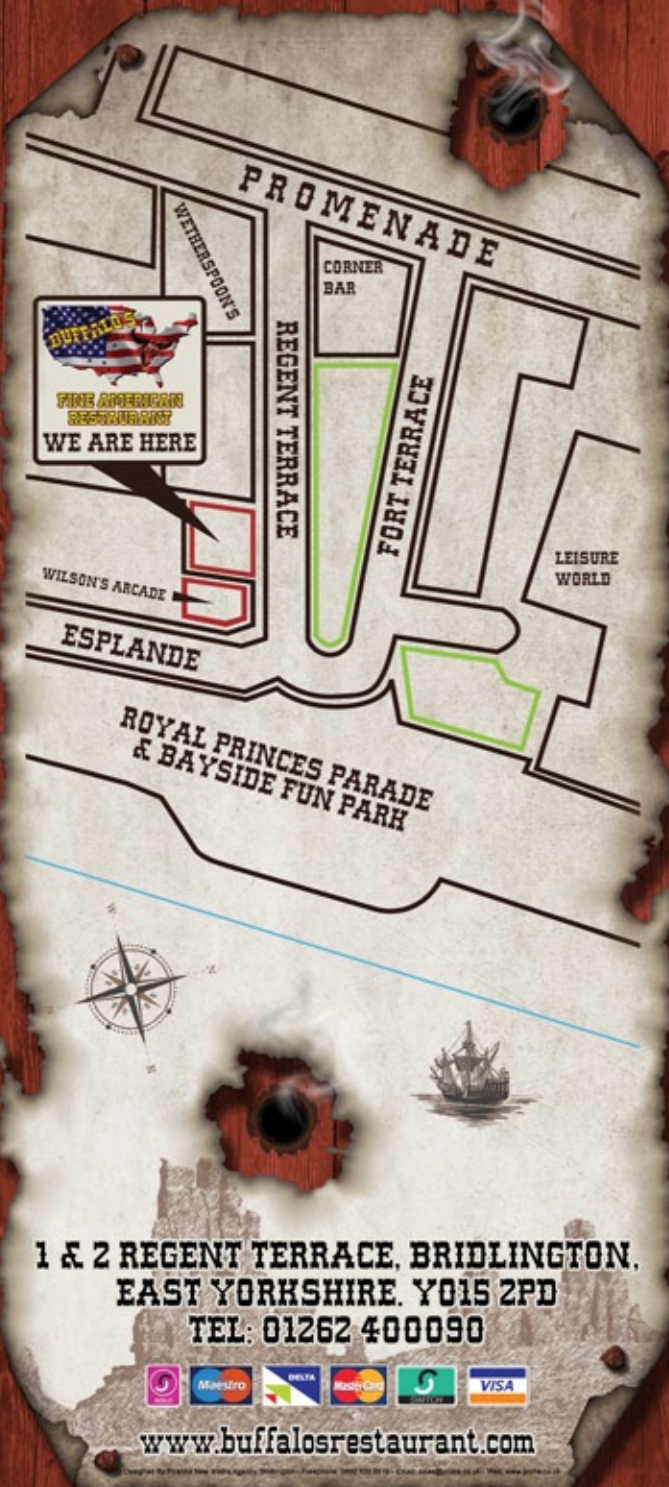 PROMENADE
WETHERSPOON'S
CORNER
BAR
BUFFALO'S
FINE AMERICAN
RESTAURANT
WE ARE HERE
REGENT TERRACE
FORT TERRACE
LEISURE
WORLD
WILSON'S ARCADE
ESPLANDE
ROYAL PRINCES PARADE
& BAYSIDE FUN PARK
1 & 2 REGENT TERRACE, BRIDLINGTON,
EAST YORKSHIRE. YO15 2PD
TEL: 01262 400090
SOLO Maestro DELTA MasterCard SWITCH VISA
www.buffalosrestaurant.com